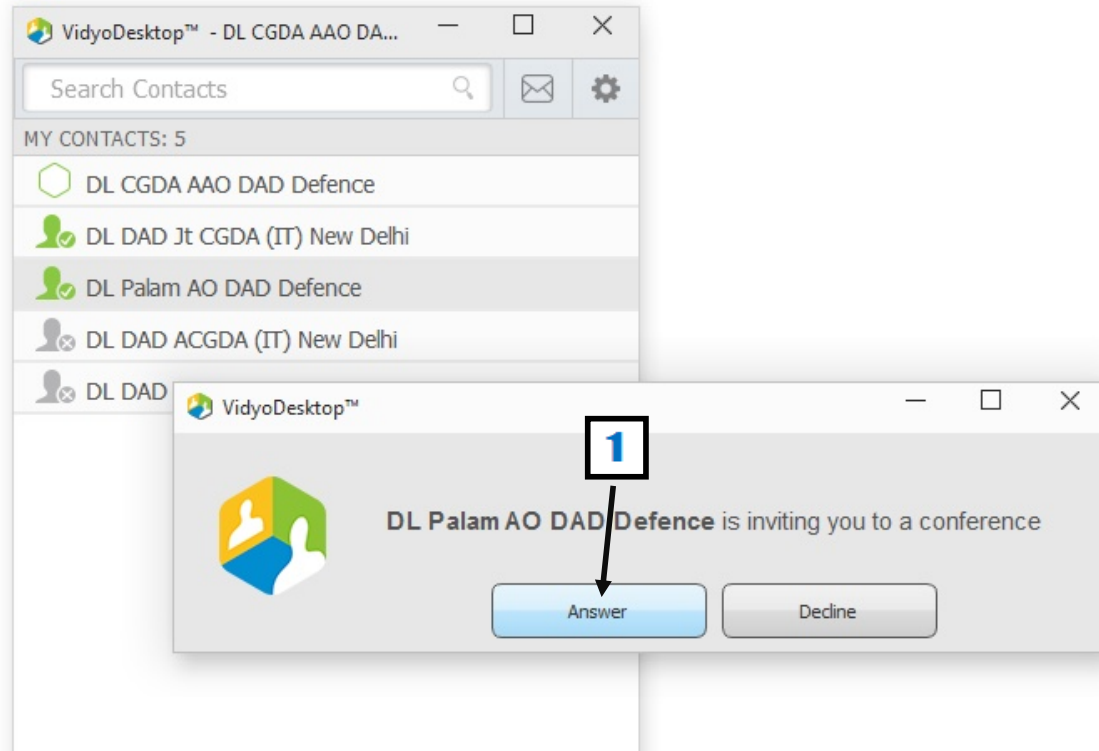 VidyoDesktop™ - DL CGDA AAO DA...
Search Contacts
MY CONTACTS: 5
DL CGDA AAO DAD Defence
DL DAD Jt CGDA (IT) New Delhi
DL Palam AO DAD Defence
DL DAD ACGDA (IT) New Delhi
DL DAD
VidyoDesktop™
1
DL Palam AO DAD Defence is inviting you to a conference
Answer
Decline